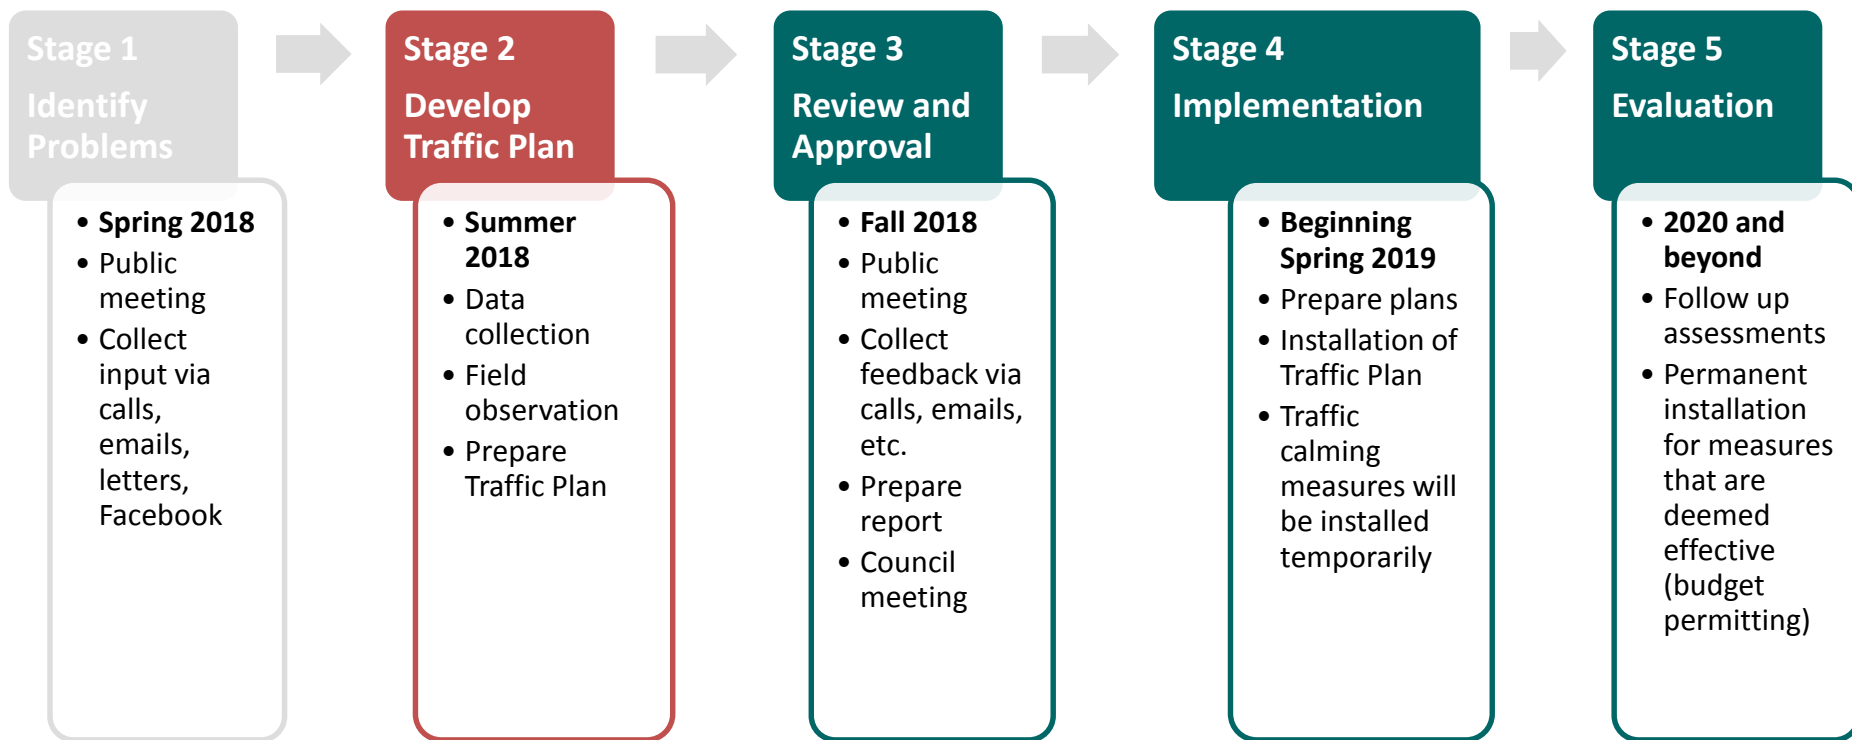 Stage 1
Identify
Problems
• Spring 2018
• Public
meeting
• Collect
input via
calls,
emails,
letters,
Facebook
Stage 2
Develop
Traffic Plan
• Summer
2018
• Data
collection
• Field
observation
• Prepare
Traffic Plan
Stage 3
Review and
Approval
• Fall 2018
• Public
meeting
• Collect
feedback via
calls, emails,
etc.
• Prepare
report
• Council
meeting
Stage 4
Implementation
• Beginning
Spring 2019
• Prepare plans
• Installation of
Traffic Plan
• Traffic
calming
measures will
be installed
temporarily
Stage 5
Evaluation
• 2020 and
beyond
• Follow up
assessments
• Permanent
installation
for measures
that are
deemed
effective
(budget
permitting)